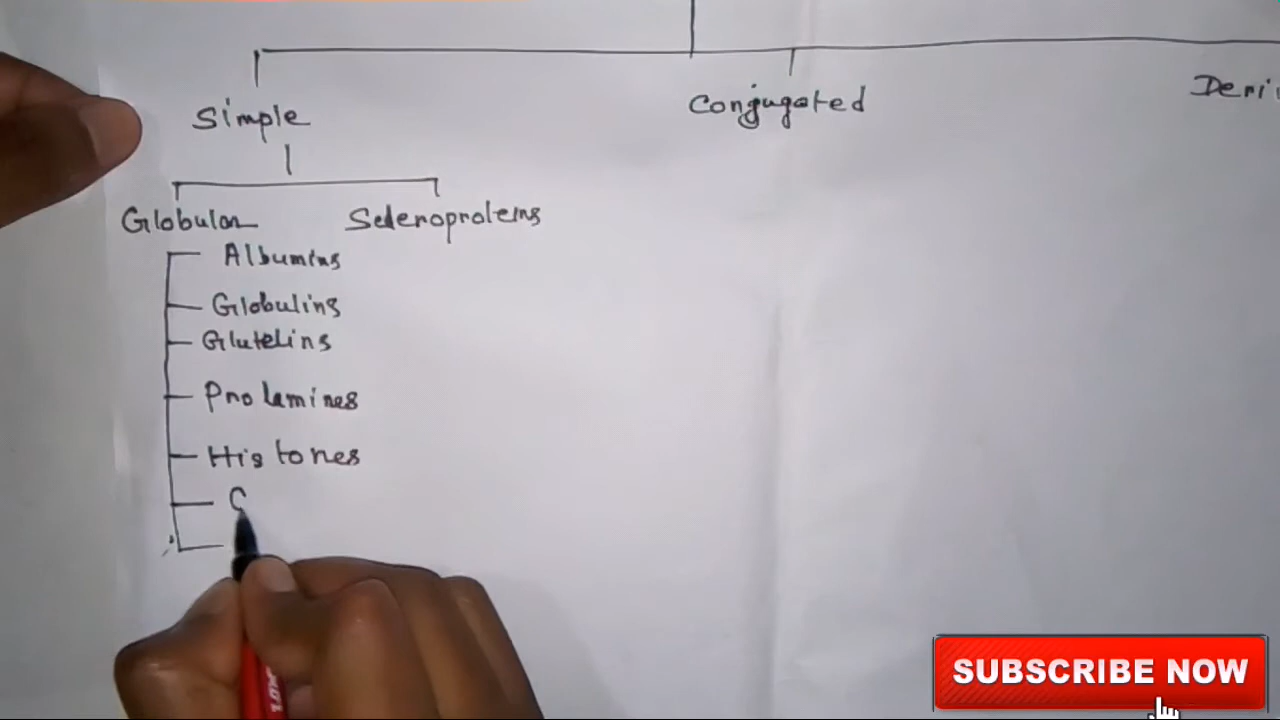 Simple
Conjugated
Deri
Globular
Scleroproteins
Albumins
Globulins
Glutelins
Prolamines
Histones
G
SUBSCRIBE NOW